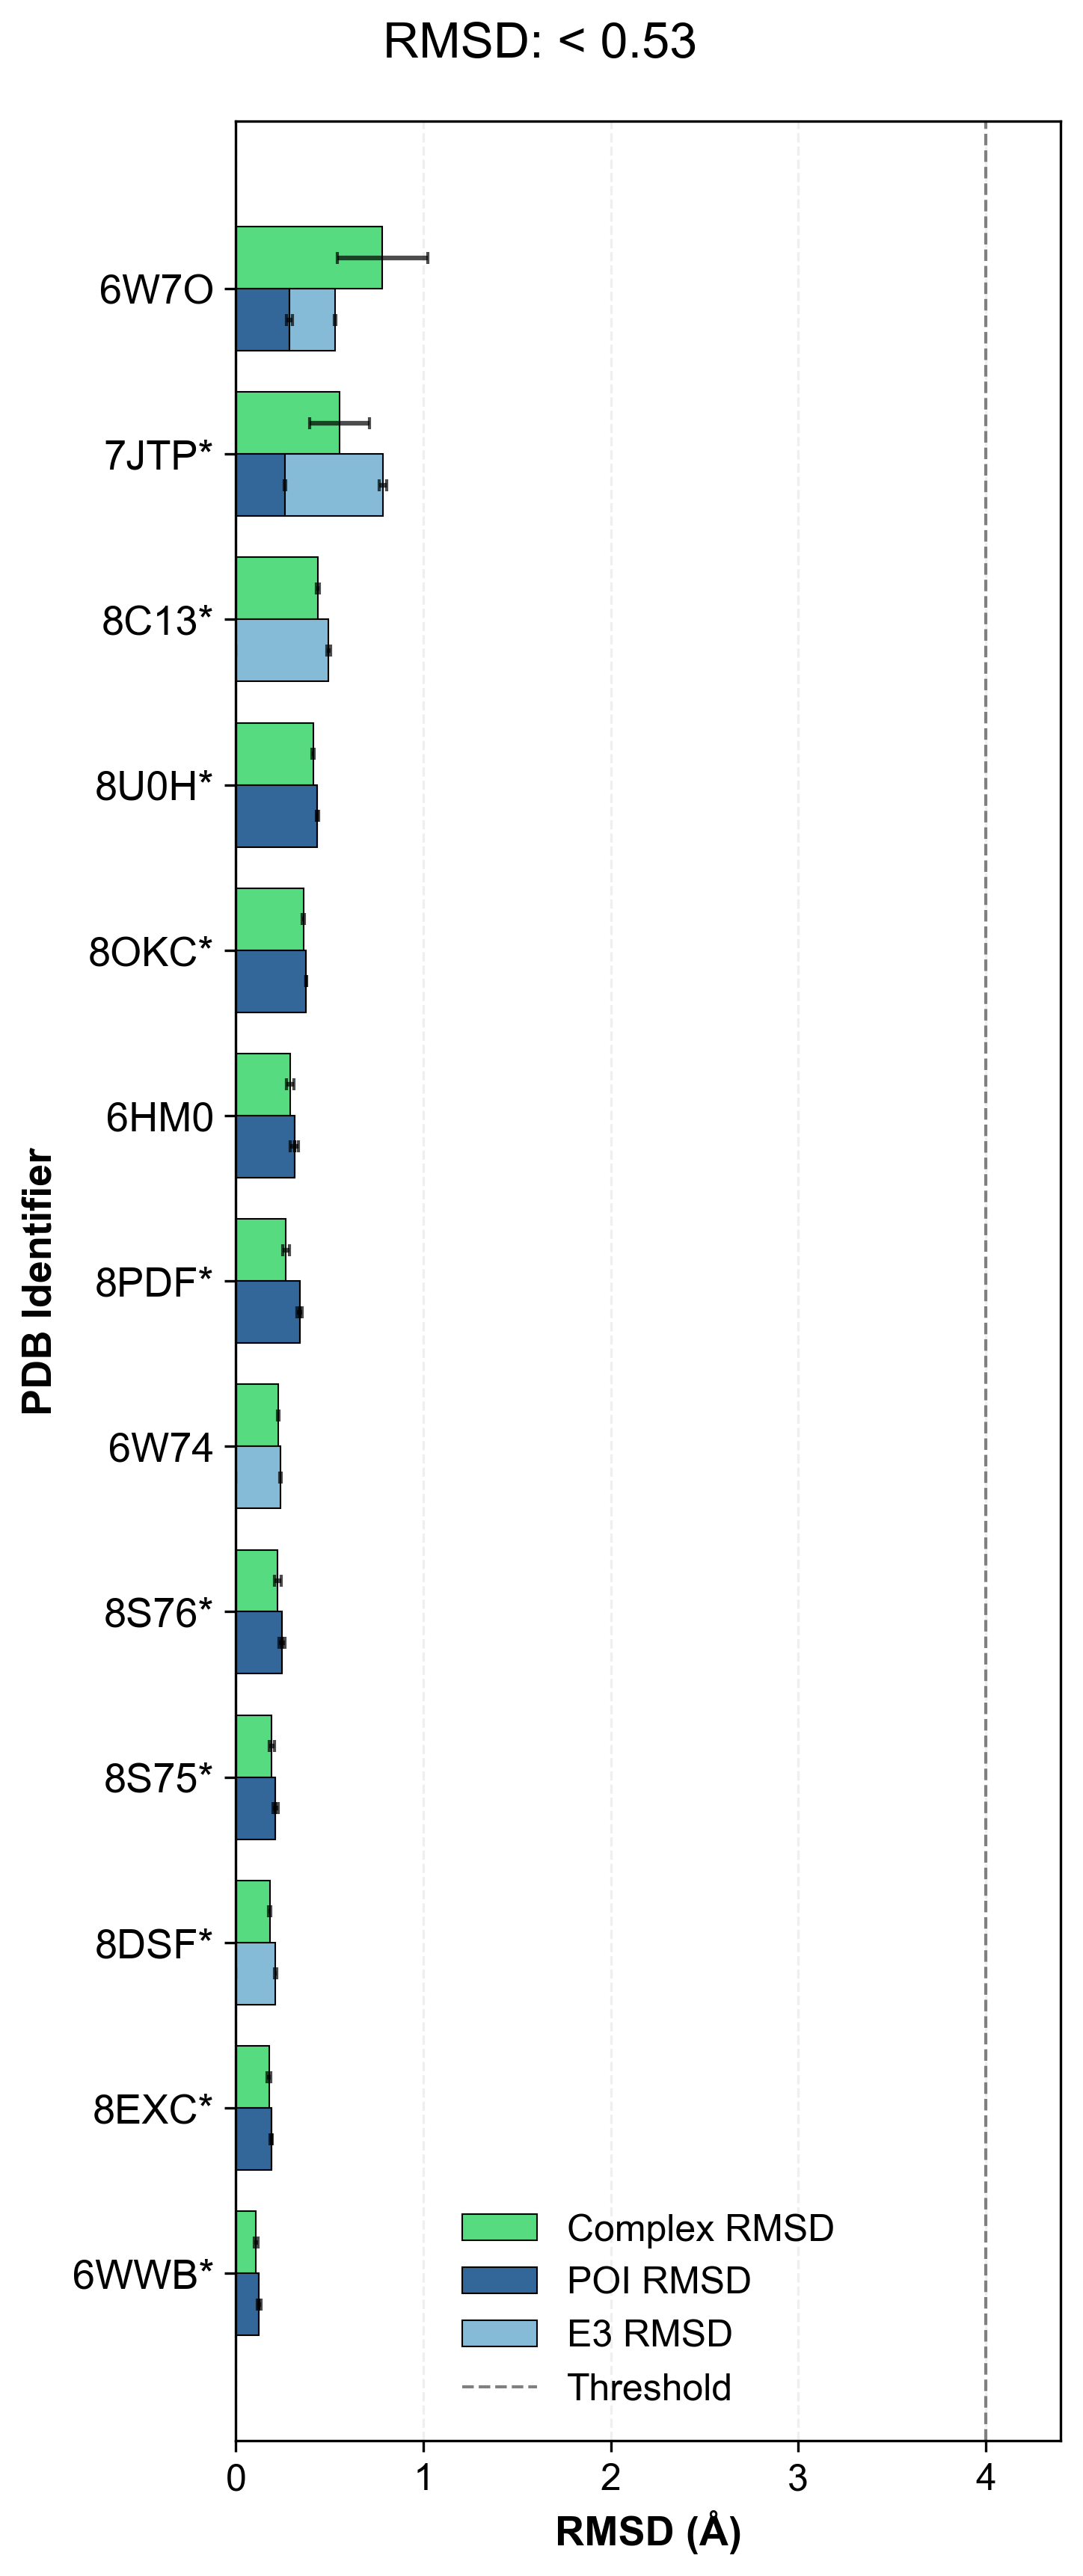 RMSD: < 0.53
6W7O
7JTP*
8C13*
8U0H*
8OKC*
6HM0
8PDF*
6W74
8S76*
8S75*
8DSF*
8EXC*
6WWB*
PDB Identifier
Complex RMSD
POI RMSD
E3 RMSD
Threshold
0 1 2 3 4
RMSD (Å)